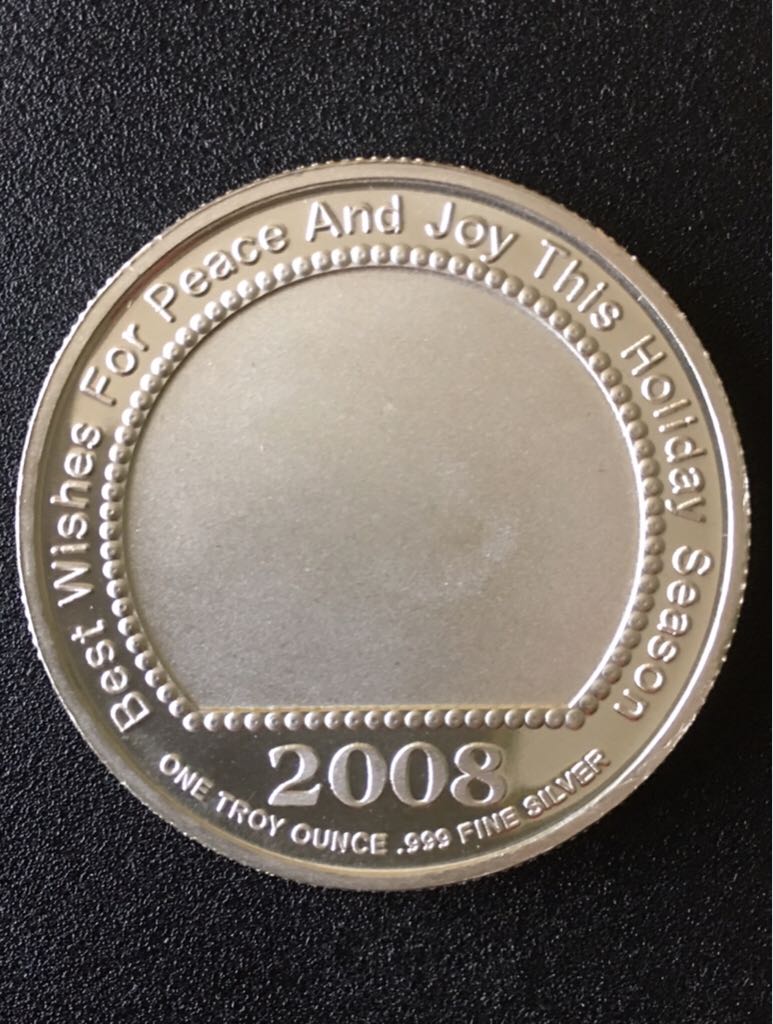 Best Wishes For Peace And Joy This Holiday Season
2008
ONE TROY OUNCE .999 FINE SILVER